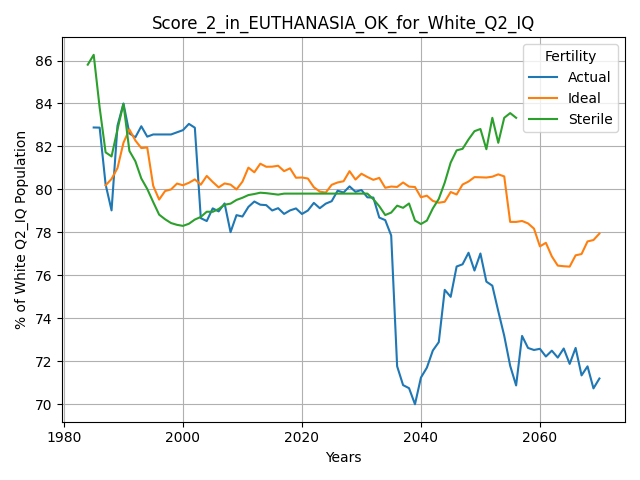 Score_2_in_EUTHANASIA_OK_for_White_Q2_IQ
% of White Q2_IQ Population
86
84
82
80
78
76
74
72
70
Fertility
Actual
Ideal
Sterile
1980
2000
2020
2040
2060
Years